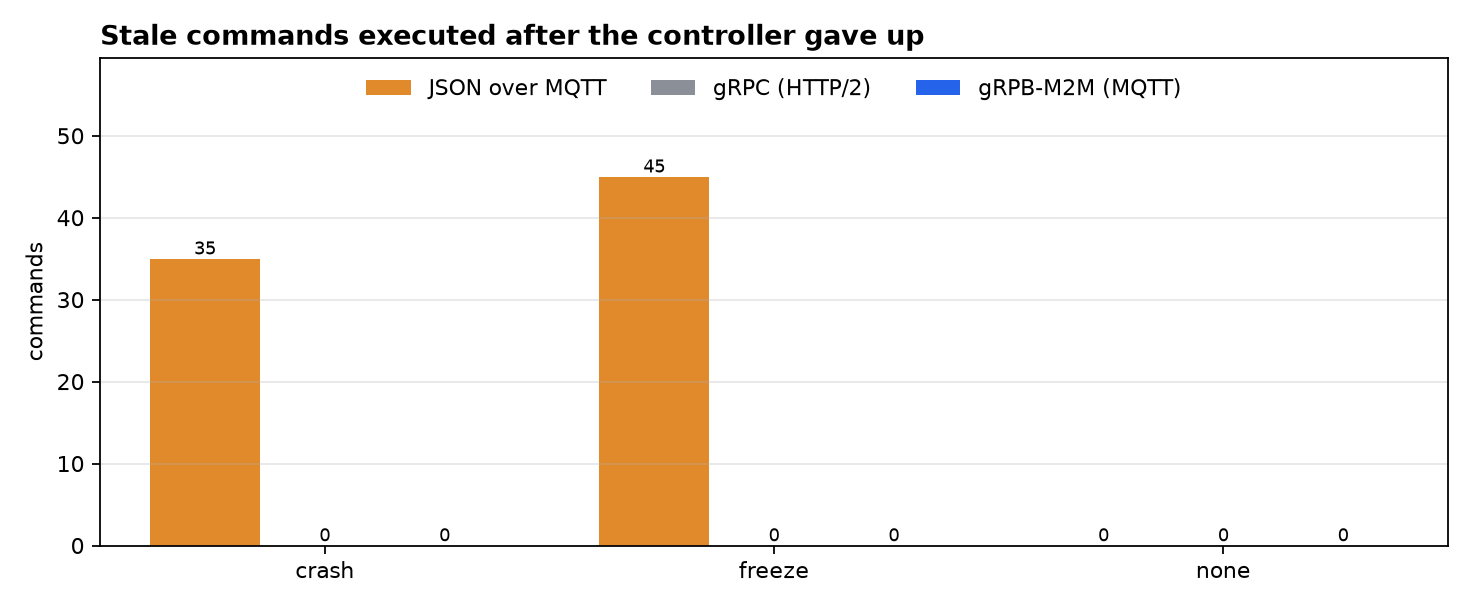 Stale commands executed after the controller gave up
JSON over MQTT
gRPC (HTTP/2)
gRPB-M2M (MQTT)
commands
50
40
30
20
10
0
35
0
0
45
0
0
0
0
0
crash
freeze
none